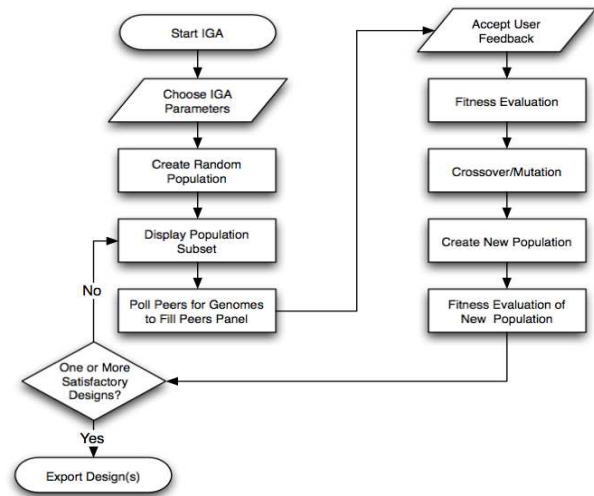 Start IGA
Choose IGA
Parameters
Create Random
Population
Display Population
Subset
Poll Peers for Genomes
to Fill Peers Panel
Accept User
Feedback
Fitness Evaluation
Crossover/Mutation
Create New Population
Fitness Evaluation of
New Population
One or More
Satisfactory
Designs?
No
Yes
Export Design(s)